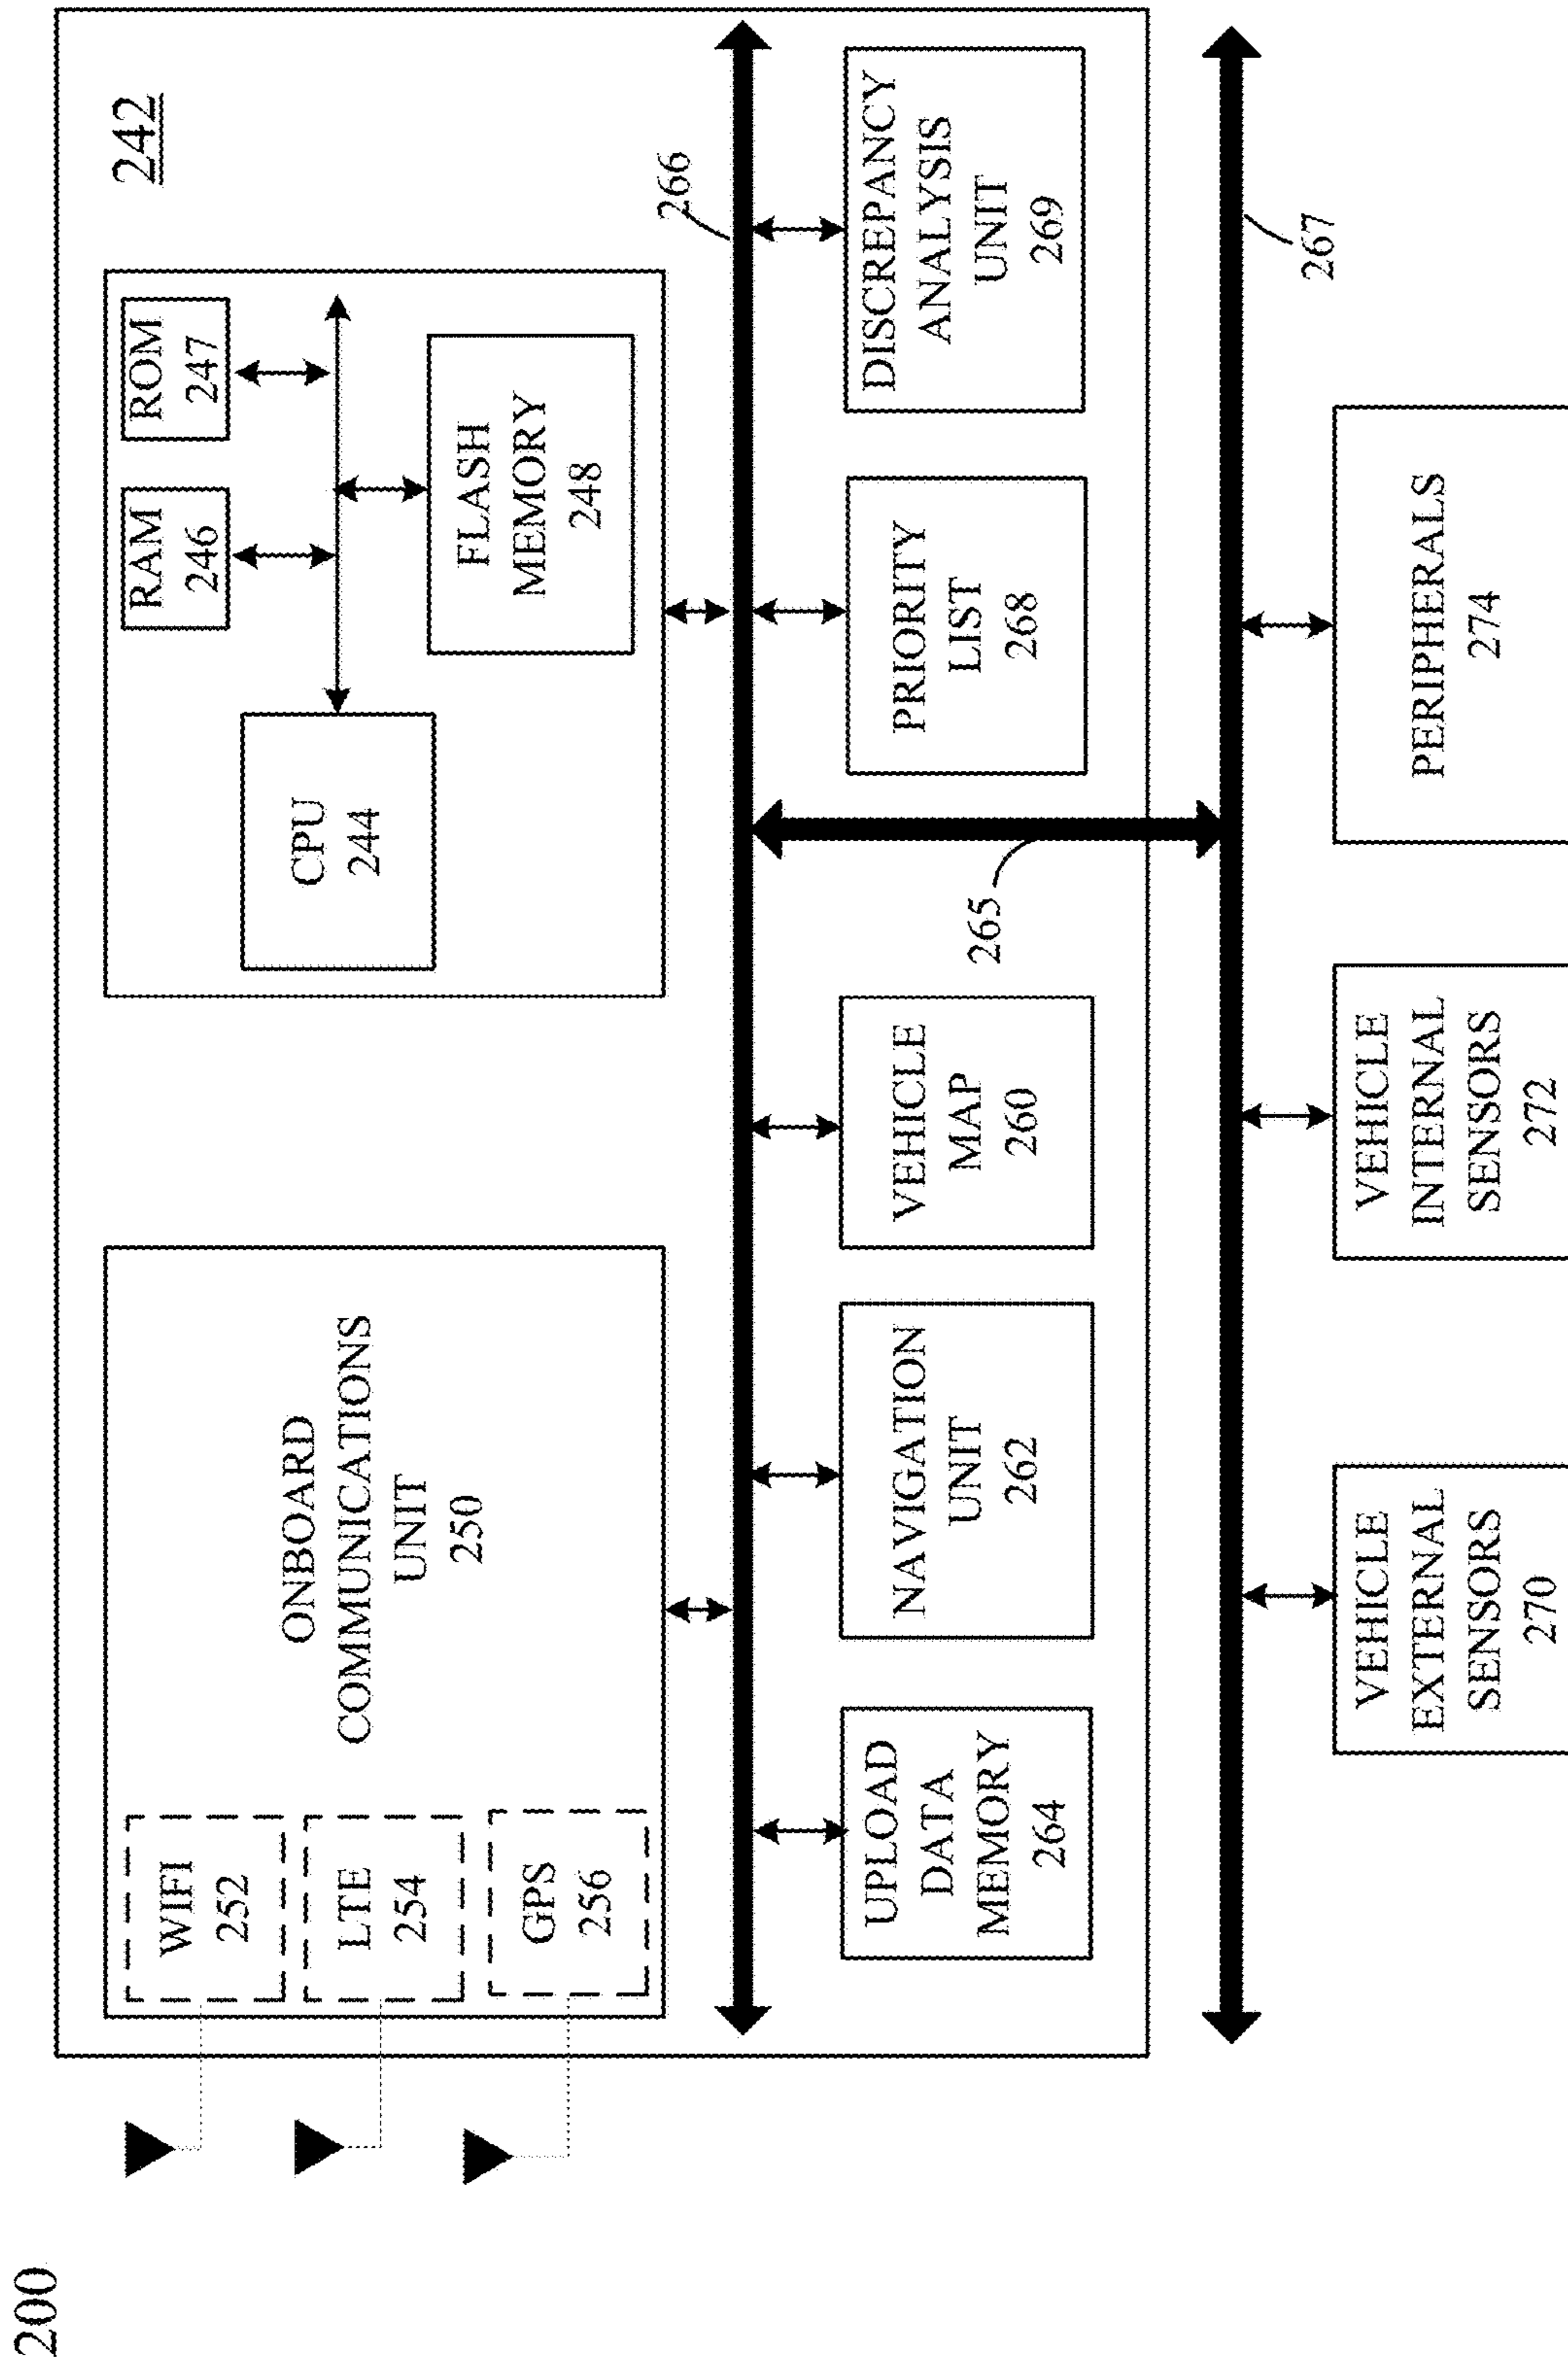 200
242
WIFI
252
LTE
254
GPS
256
ONBOARD
COMMUNICATIONS
UNIT
250
CPU
244
RAM
246
ROM
247
FLASH
MEMORY
248
266
UPLOAD
DATA
MEMORY
264
NAVIGATION
UNIT
262
VEHICLE
MAP
260
265
PRIORITY
LIST
268
DISCREPANCY
ANALYSIS
UNIT
269
267
VEHICLE
EXTERNAL
SENSORS
270
VEHICLE
INTERNAL
SENSORS
272
PERIPHERALS
274